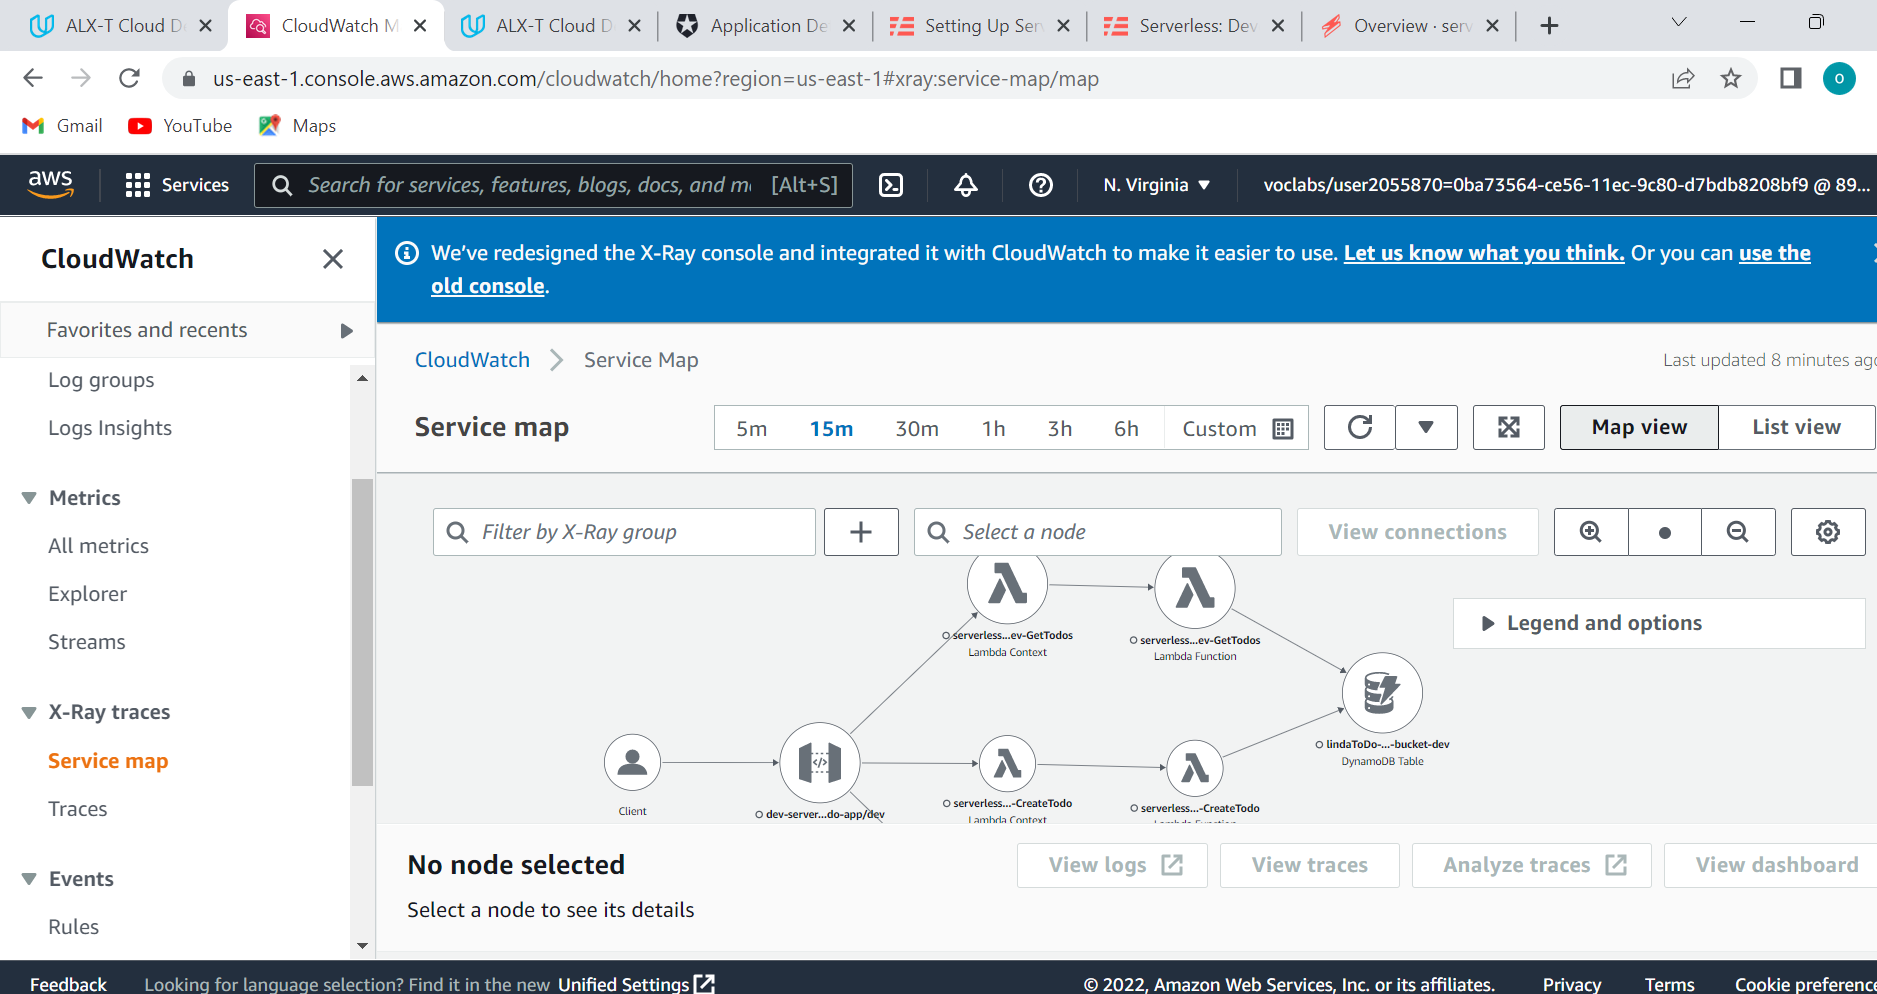 ALX-T Cloud D
CloudWatch M
ALX-T Cloud D
Application De
Setting Up Ser
Serverless: Dev
Overview · serv
us-east-1.console.aws.amazon.com/cloudwatch/home?region=us-east-1#xray:service-map/map
o
Gmail
YouTube
Maps
aws
Services
Search for services, features, blogs, docs, and m
[Alt+S]
N. Virginia
voclabs/user2055870=0ba73564-ce56-11ec-9c80-d7bdb8208bf9 @ 89...
CloudWatch
Favorites and recents
Log groups
Logs Insights
Metrics
All metrics
Explorer
Streams
X-Ray traces
Service map
Traces
Events
Rules
We’ve redesigned the X-Ray console and integrated it with CloudWatch to make it easier to use. Let us know what you think. Or you can use the
old console.
CloudWatch
Service Map
Last updated 8 minutes ago
Service map
5m
15m
30m
1h
3h
6h
Custom
Map view
List view
Filter by X-Ray group
Select a node
View connections
Legend and options
serverless...ev-GetTodos
Lambda Context
serverless...ev-GetTodos
Lambda Function
lindaToDo-...-bucket-dev
DynamoDB Table
Client
dev-server...do-app/dev
serverless...-CreateTodo
Lambda Context
serverless...-CreateTodo
Lambda Function
No node selected
Select a node to see its details
View logs
View traces
Analyze traces
View dashboard
Feedback
Looking for language selection? Find it in the new Unified Settings
© 2022, Amazon Web Services, Inc. or its affiliates.
Privacy
Terms
Cookie preference